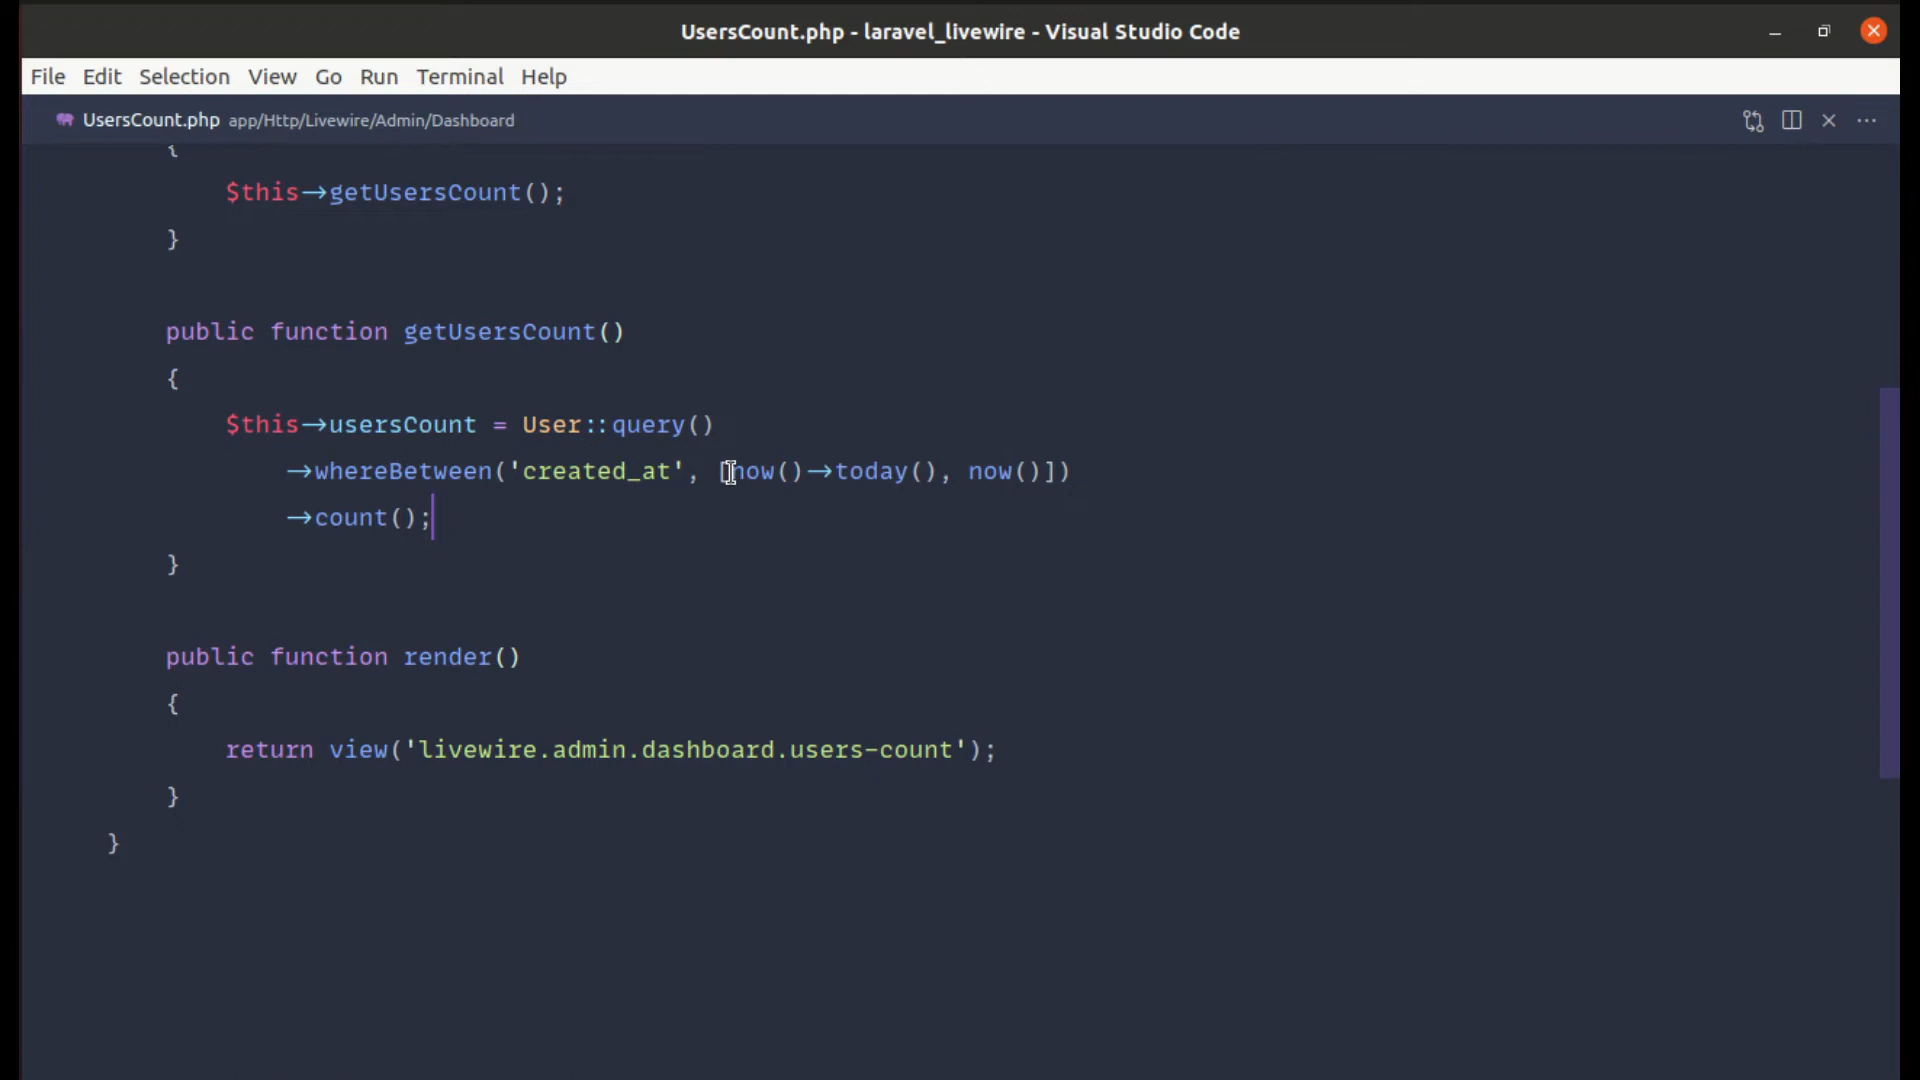 UsersCount.php - laravel_livewire - Visual Studio Code
File Edit Selection View Go Run Terminal Help
UsersCount.php app/Http/Livewire/Admin/Dashboard
{
$this->getUsersCount();
}
public function getUsersCount()
{
$this->usersCount = User::query()
->whereBetween('created_at', [now()->today(), now()])
->count();
}
public function render()
{
return view('livewire.admin.dashboard.users-count');
}
}